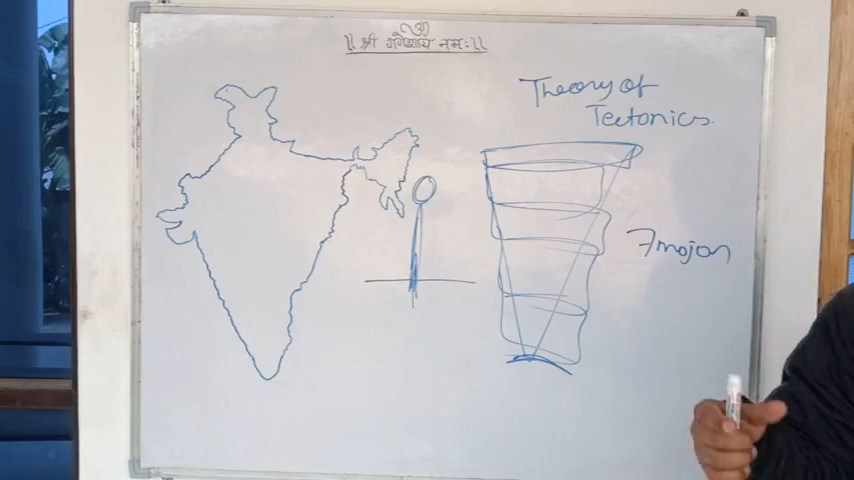 ॥ श्री गणेशाय नमः ॥
Theory of
Tectonics.
7 major